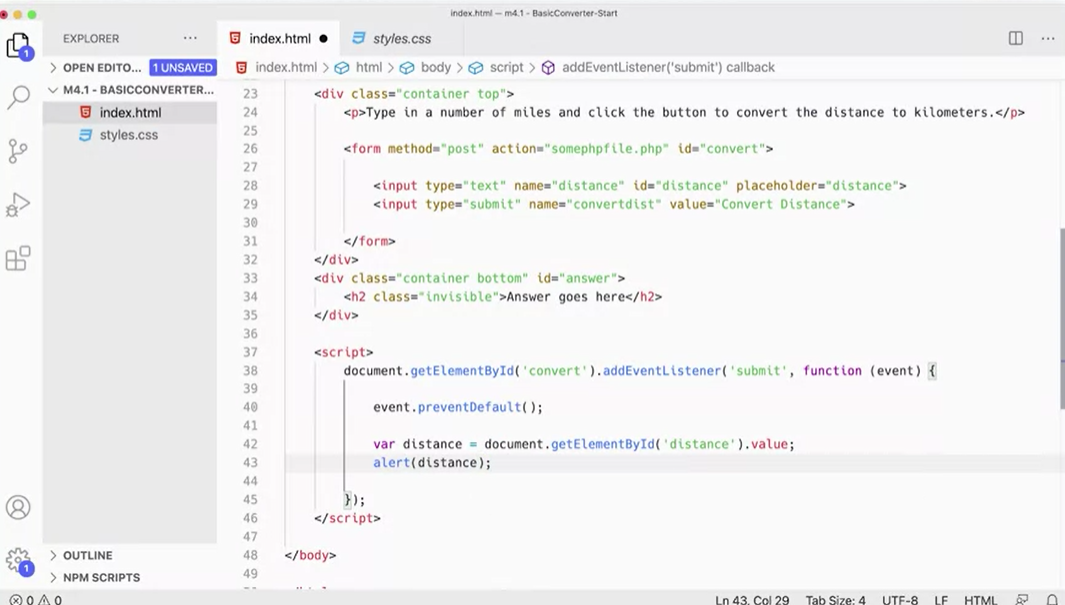 index.html — m4.1 - BasicConverter-Start
EXPLORER ···
index.html ●
styles.css
···
1
OPEN EDITO... 1 UNSAVED
index.html > html > body > script > addEventListener('submit') callback
M4.1 - BASICCONVERTER...
index.html
styles.css
23 <div class="container top">
24 <p>Type in a number of miles and click the button to convert the distance to kilometers.</p>
25
26 <form method="post" action="somephpfile.php" id="convert">
27
28 <input type="text" name="distance" id="distance" placeholder="distance">
29 <input type="submit" name="convertdist" value="Convert Distance">
30
31 </form>
32 </div>
33 <div class="container bottom" id="answer">
34 <h2 class="invisible">Answer goes here</h2>
35 </div>
36
37 <script>
38 document.getElementById('convert').addEventListener('submit', function (event) {
39
40 event.preventDefault();
41
42 var distance = document.getElementById('distance').value;
43 alert(distance);
44
45 });
46 </script>
47
48 </body>
49
OUTLINE
NPM SCRIPTS
1
0 0
Ln 43, Col 29 Tab Size: 4 UTF-8 LF HTML